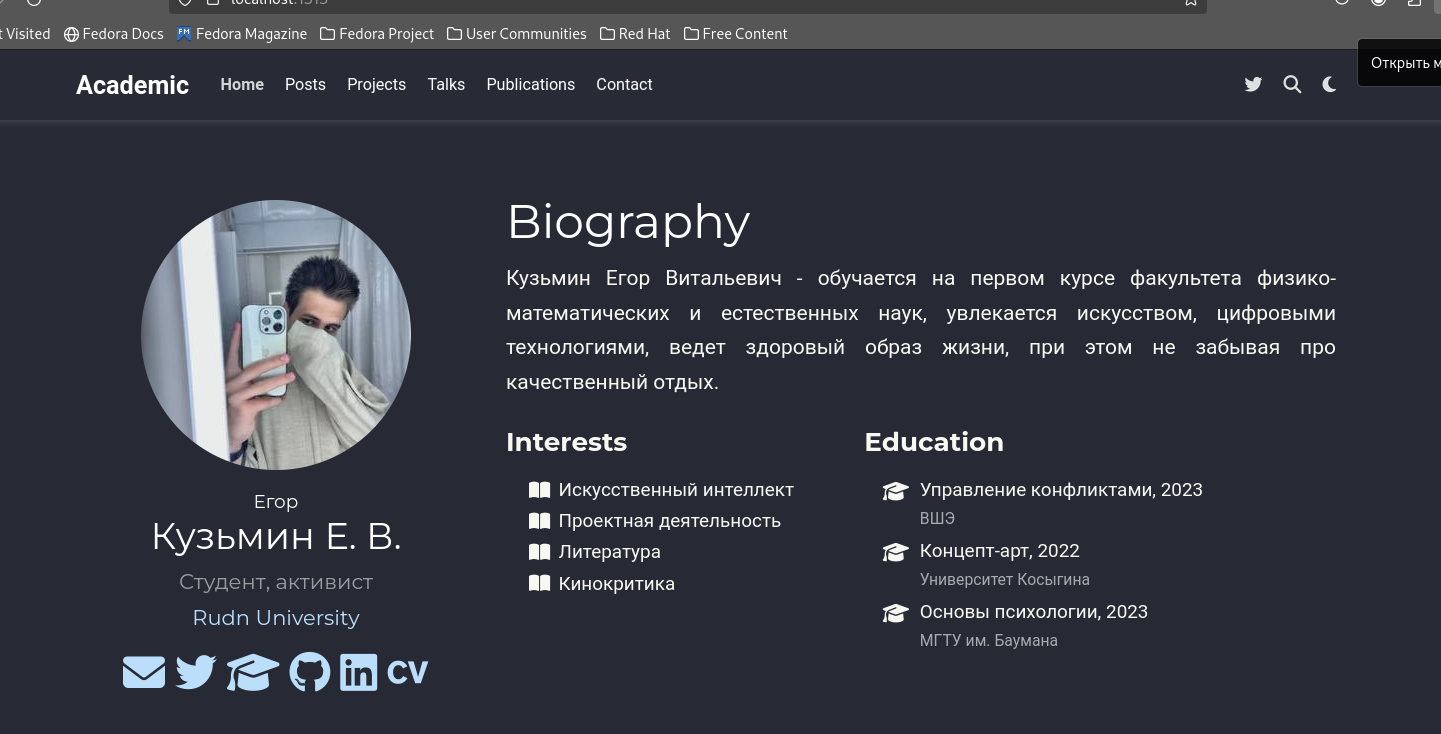 localhost:1313
t Visited Fedora Docs Fedora Magazine Fedora Project User Communities Red Hat Free Content
Открыть м
Academic Home Posts Projects Talks Publications Contact
Biography
Кузьмин Егор Витальевич - обучается на первом курсе факультета физико-
математических и естественных наук, увлекается искусством, цифровыми
технологиями, ведет здоровый образ жизни, при этом не забывая про
качественный отдых.
Егор
Кузьмин Е. В.
Студент, активист
Rudn University
CV
Interests
Искусственный интеллект
Проектная деятельность
Литература
Кинокритика
Education
Управление конфликтами, 2023
ВШЭ
Концепт-арт, 2022
Университет Косыгина
Основы психологии, 2023
МГТУ им. Баумана